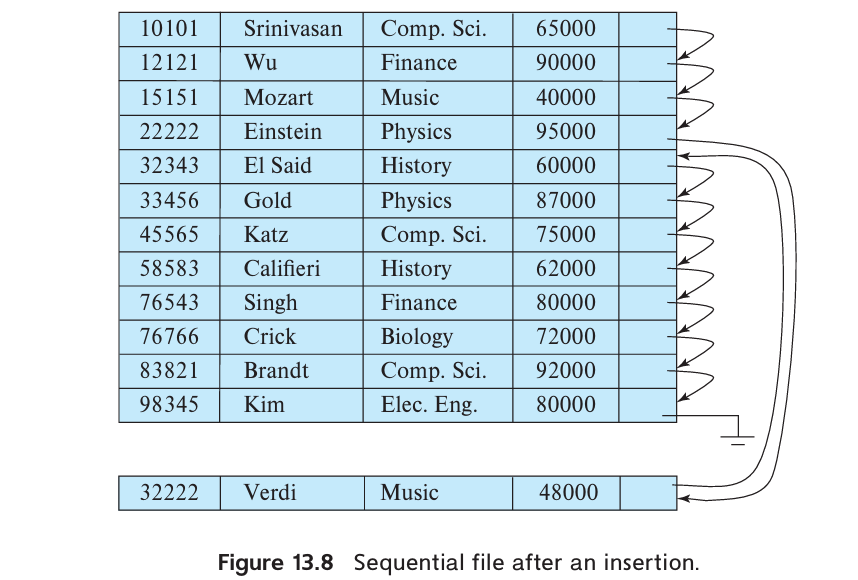 10101 Srinivasan Comp. Sci. 65000
12121 Wu Finance 90000
15151 Mozart Music 40000
22222 Einstein Physics 95000
32343 El Said History 60000
33456 Gold Physics 87000
45565 Katz Comp. Sci. 75000
58583 Califieri History 62000
76543 Singh Finance 80000
76766 Crick Biology 72000
83821 Brandt Comp. Sci. 92000
98345 Kim Elec. Eng. 80000
32222 Verdi Music 48000
Figure 13.8 Sequential file after an insertion.